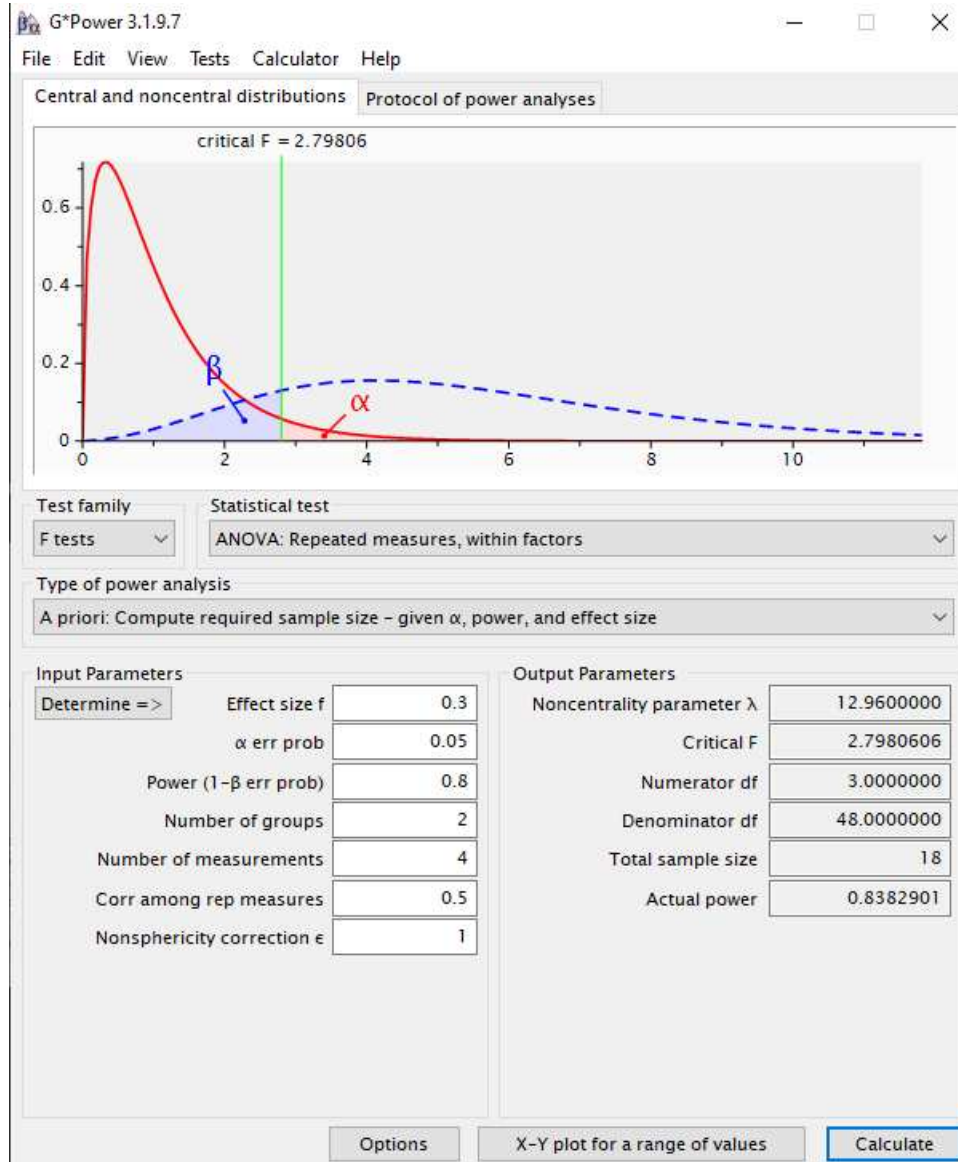 G*Power 3.1.9.7
File Edit View Tests Calculator Help
Central and noncentral distributions Protocol of power analyses
critical F = 2.79806
0.6
0.4
0.2
0
β
α
0 2 4 6 8 10
Test family Statistical test
F tests ANOVA: Repeated measures, within factors
Type of power analysis
A priori: Compute required sample size – given α, power, and effect size
Input Parameters Output Parameters
Determine => Effect size f 0.3 Noncentrality parameter λ 12.9600000
α err prob 0.05 Critical F 2.7980606
Power (1-β err prob) 0.8 Numerator df 3.0000000
Number of groups 2 Denominator df 48.0000000
Number of measurements 4 Total sample size 18
Corr among rep measures 0.5 Actual power 0.8382901
Nonsphericity correction ϵ 1
Options X-Y plot for a range of values Calculate